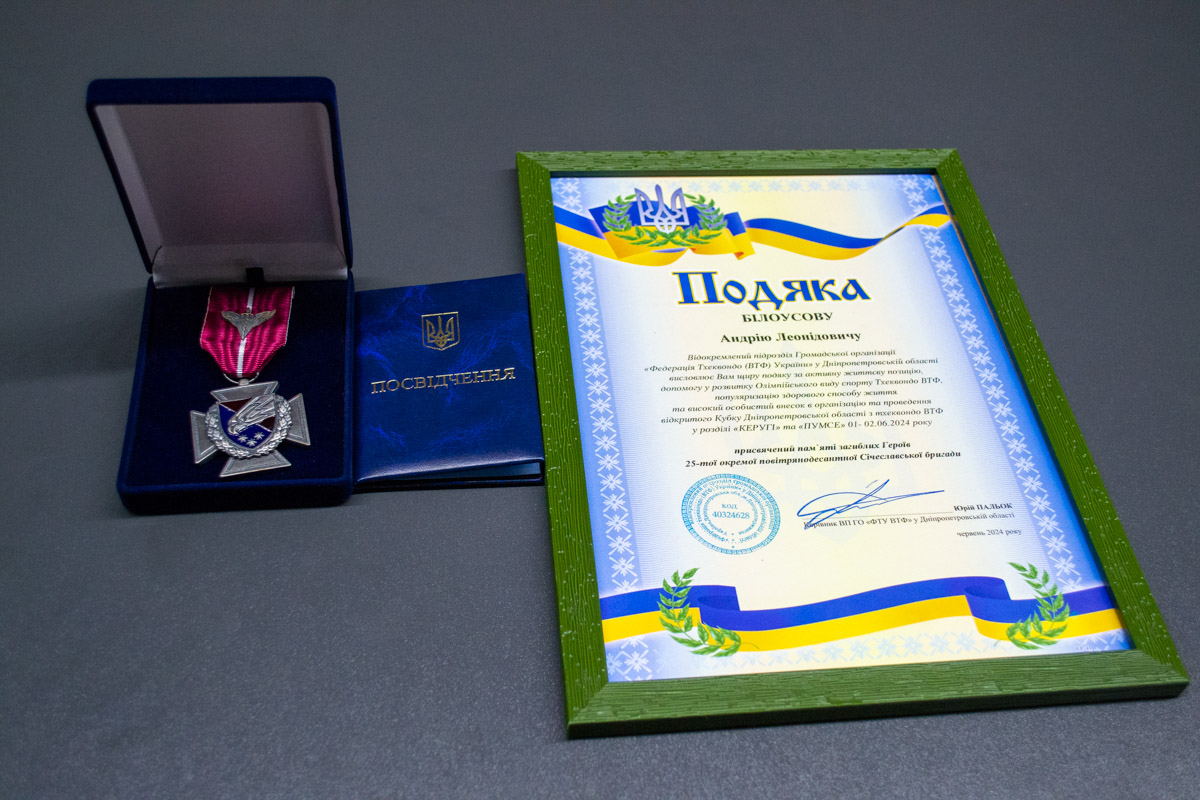 ПОСВІДЧЕННЯ
Подяка
БІЛОУСОВУ
Андрію Леонідовичу
Відокремлений підрозділ Громадської організації
«Федерація Тхеквондо (ВТФ) України» у Дніпропетровській області
висловлює Вам щиру подяку за активну життєву позицію,
допомогу у розвитку Олімпійського виду спорту Тхеквондо ВТФ,
популяризацію здорового способу життя
та високий особистий внесок в організацію та проведення
відкритого Кубку Дніпропетровської області з тхеквондо ВТФ
у розділі «КЕРУГІ» та «ПУМСЕ» 01- 02.06.2024 року
присвячений пам`яті загиблих Героїв
25-тої окремої повітрянодесантної Січеславської бригади
КОД
40324628
Юрій ПАЛЬОК
Керівник ВП ГО «ФТУ ВТФ» у Дніпропетровській області
червень 2024 року